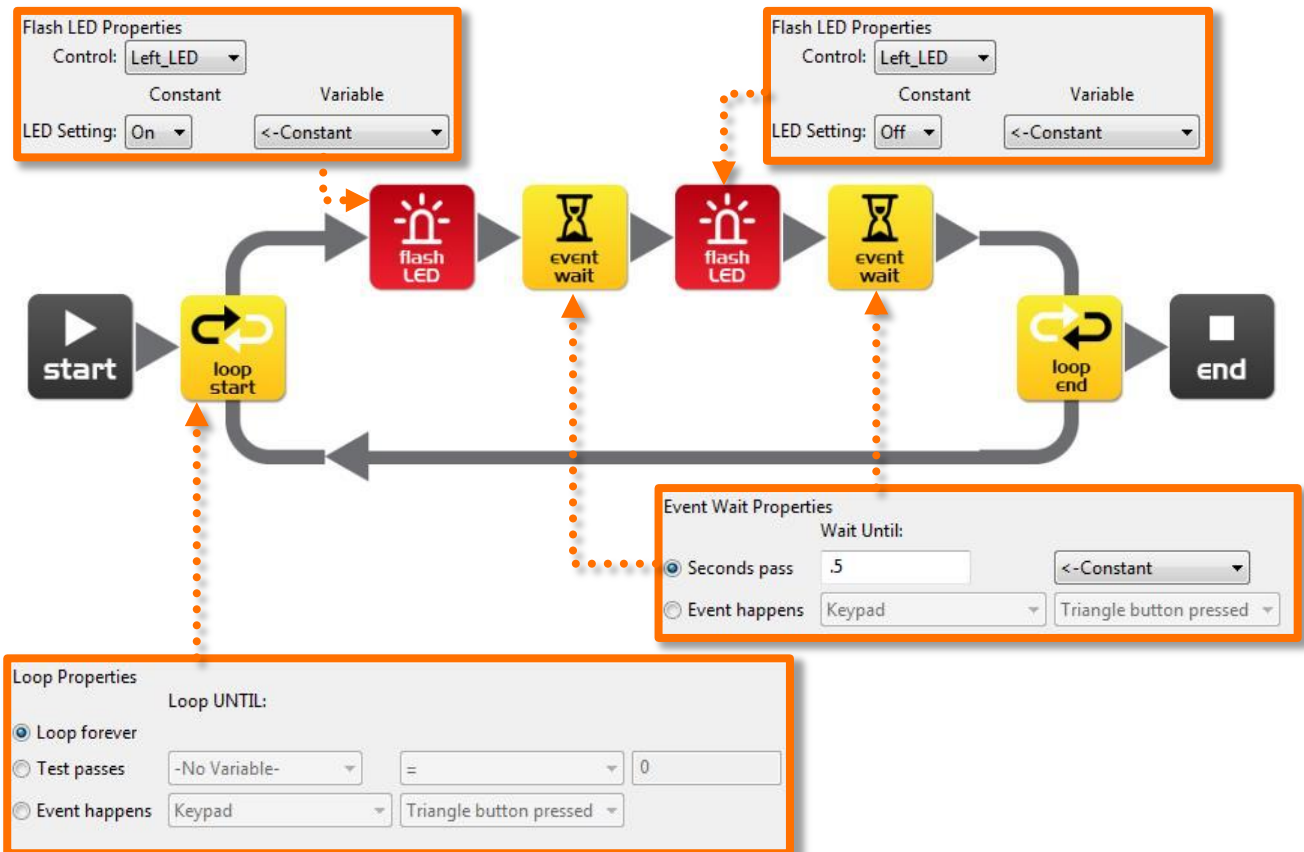 Flash LED Properties
Control: Left_LED
Constant Variable
LED Setting: On <-Constant
Flash LED Properties
Control: Left_LED
Constant Variable
LED Setting: Off <-Constant
flash
LED
event
wait
flash
LED
event
wait
start
loop
start
loop
end
end
Event Wait Properties
Wait Until:
Seconds pass .5 <-Constant
Event happens Keypad Triangle button pressed
Loop Properties
Loop UNTIL:
Loop forever
Test passes -No Variable- = 0
Event happens Keypad Triangle button pressed